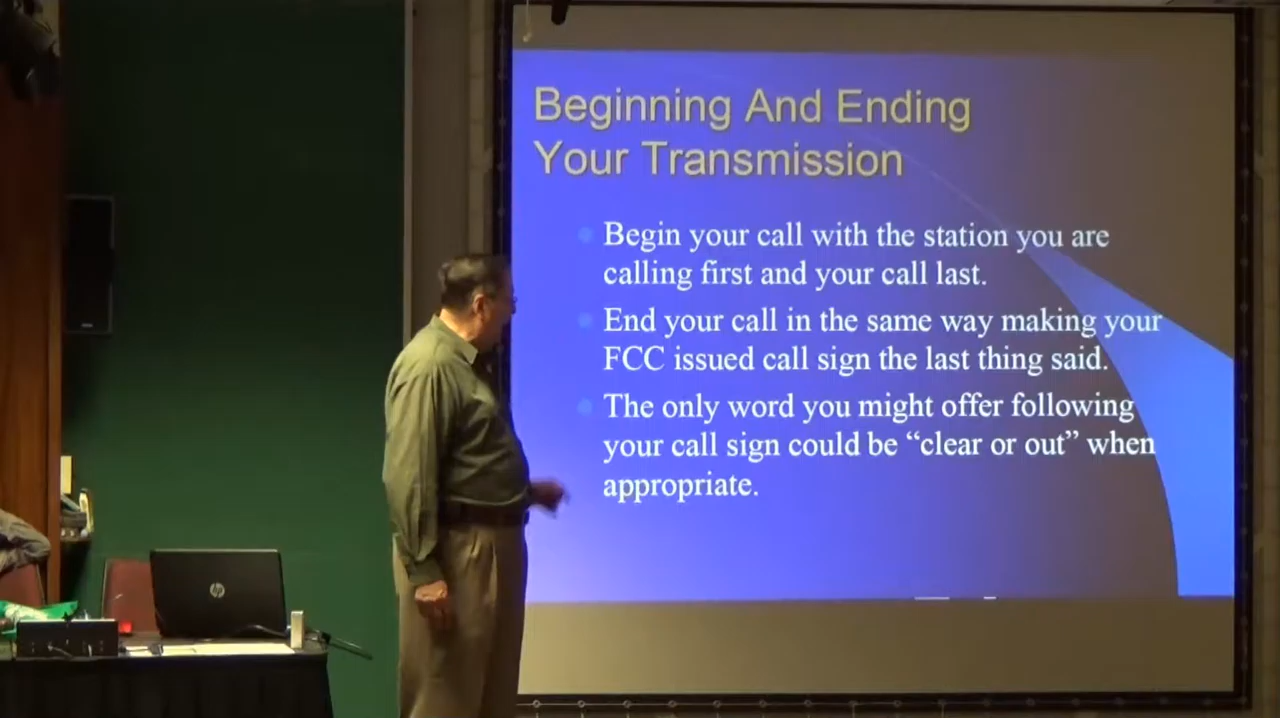 Beginning And Ending
Your Transmission
Begin your call with the station you are
calling first and your call last.
End your call in the same way making your
FCC issued call sign the last thing said.
The only word you might offer following
your call sign could be “clear or out” when
appropriate.
hp